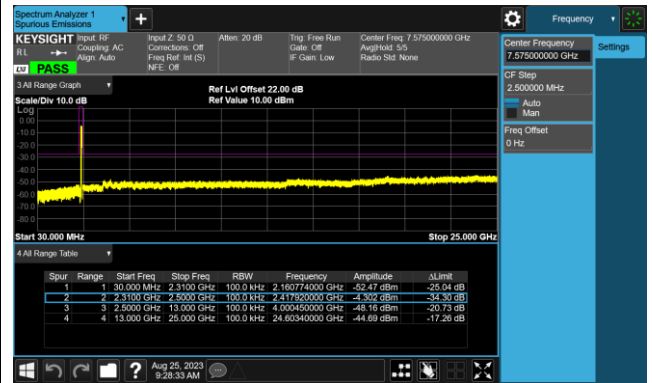 Spectrum Analyzer 1
Spurious Emissions
Frequency
KEYSIGHT
RL
Input: RF
Coupling: AC
Align: Auto
Input Z: 50 Ω
Corrections: Off
Freq Ref: Int (S)
NFE: Off
Atten: 20 dB
Trig: Free Run
Gate: Off
IF Gain: Low
Center Freq: 7.575000000 GHz
Avg|Hold: 5/5
Radio Std: None
LXI PASS
Center Frequency
7.575000000 GHz
Settings
CF Step
2.500000 MHz
Auto
Man
Freq Offset
0 Hz
3 All Range Graph
Scale/Div 10.0 dB
Ref Lvl Offset 22.00 dB
Ref Value 10.00 dBm
Log
0.00
-10.0
-20.0
-30.0
-40.0
-50.0
-60.0
-70.0
-80.0
Start 30.000 MHz
Stop 25.000 GHz
4 All Range Table
Spur Range Start Freq Stop Freq RBW Frequency Amplitude ΔLimit
1 1 30.000 MHz 2.3100 GHz 100.0 kHz 2.160774000 GHz -52.47 dBm -25.04 dB
2 2 2.3100 GHz 2.5000 GHz 100.0 kHz 2.417920000 GHz -4.302 dBm -34.30 dB
3 3 2.5000 GHz 13.000 GHz 100.0 kHz 4.000450000 GHz -48.16 dBm -20.73 dB
4 4 13.000 GHz 25.000 GHz 100.0 kHz 24.60340000 GHz -44.69 dBm -17.26 dB
?
Aug 25, 2023
9:28:33 AM